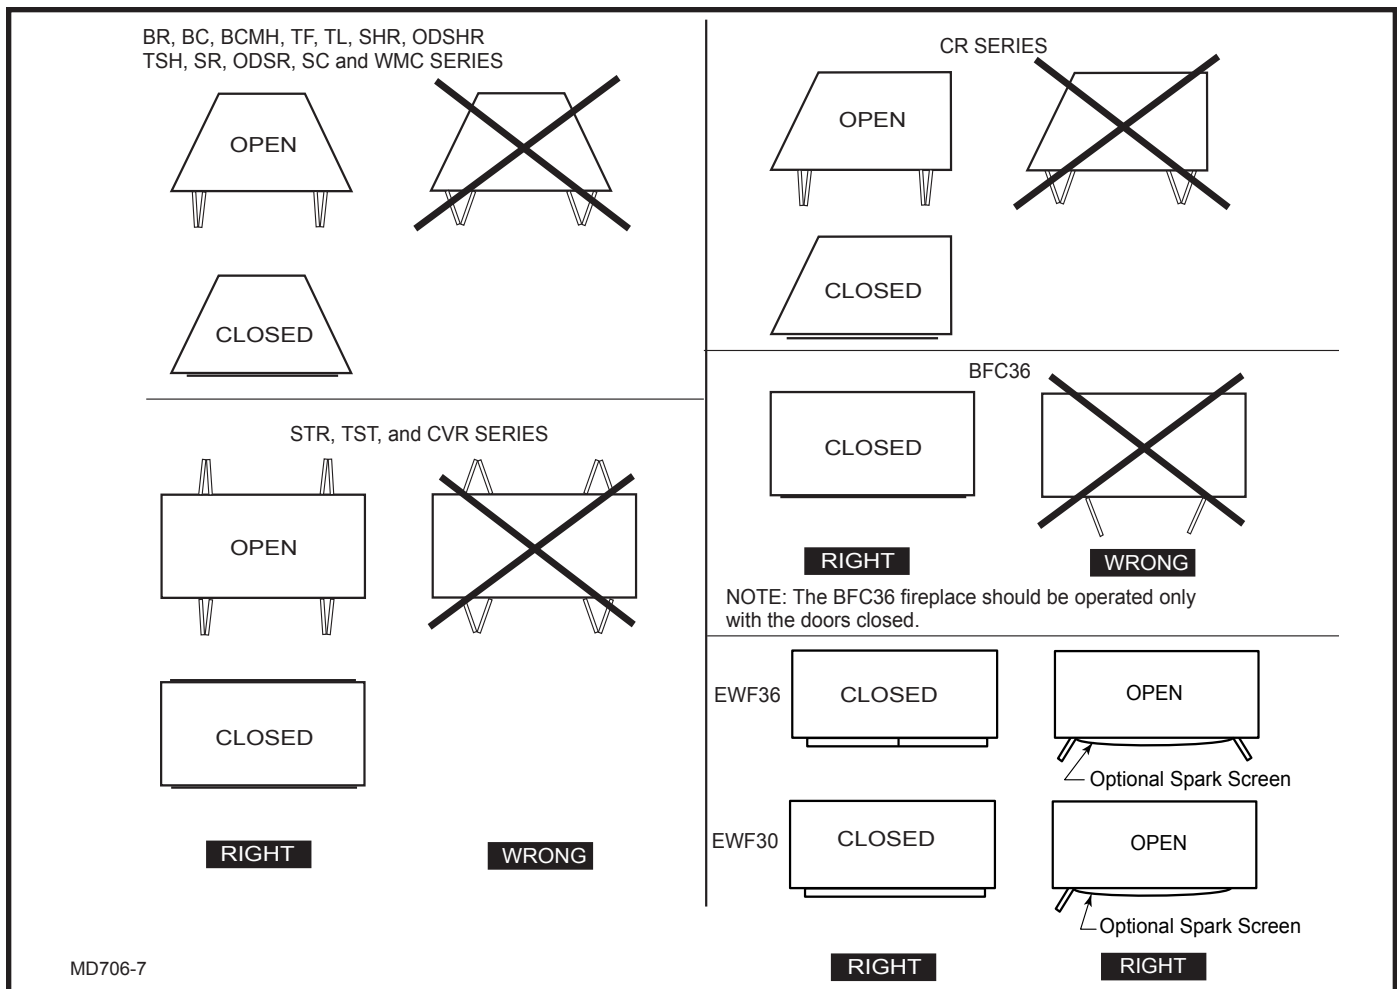 BR, BC, BCMH, TF, TL, SHR, ODSHR
TSH, SR, ODSR, SC and WMC SERIES
OPEN
CLOSED
STR, TST, and CVR SERIES
OPEN
CLOSED
RIGHT
WRONG
MD706-7
CR SERIES
OPEN
CLOSED
BFC36
CLOSED
RIGHT
WRONG
NOTE: The BFC36 fireplace should be operated only
with the doors closed.
EWF36
CLOSED
OPEN
Optional Spark Screen
EWF30
CLOSED
OPEN
Optional Spark Screen
RIGHT
RIGHT